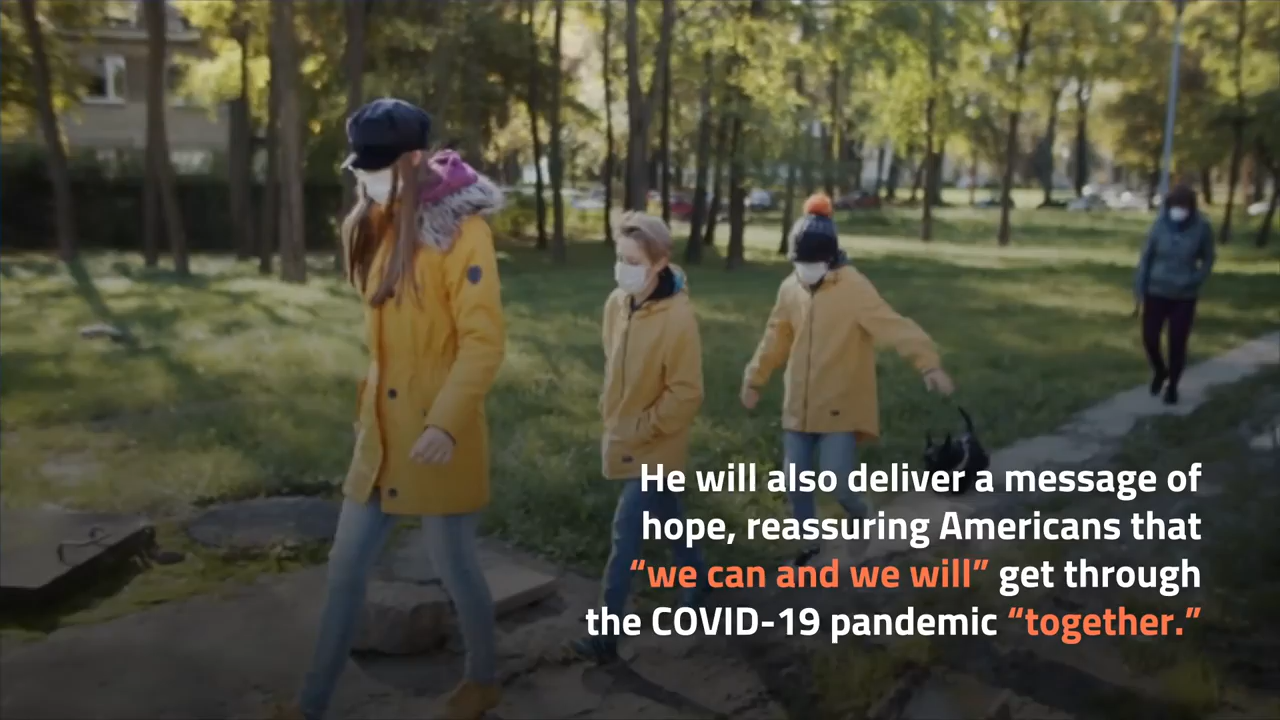 He will also deliver a message of
hope, reassuring Americans that
“we can and we will” get through
the COVID-19 pandemic “together.”